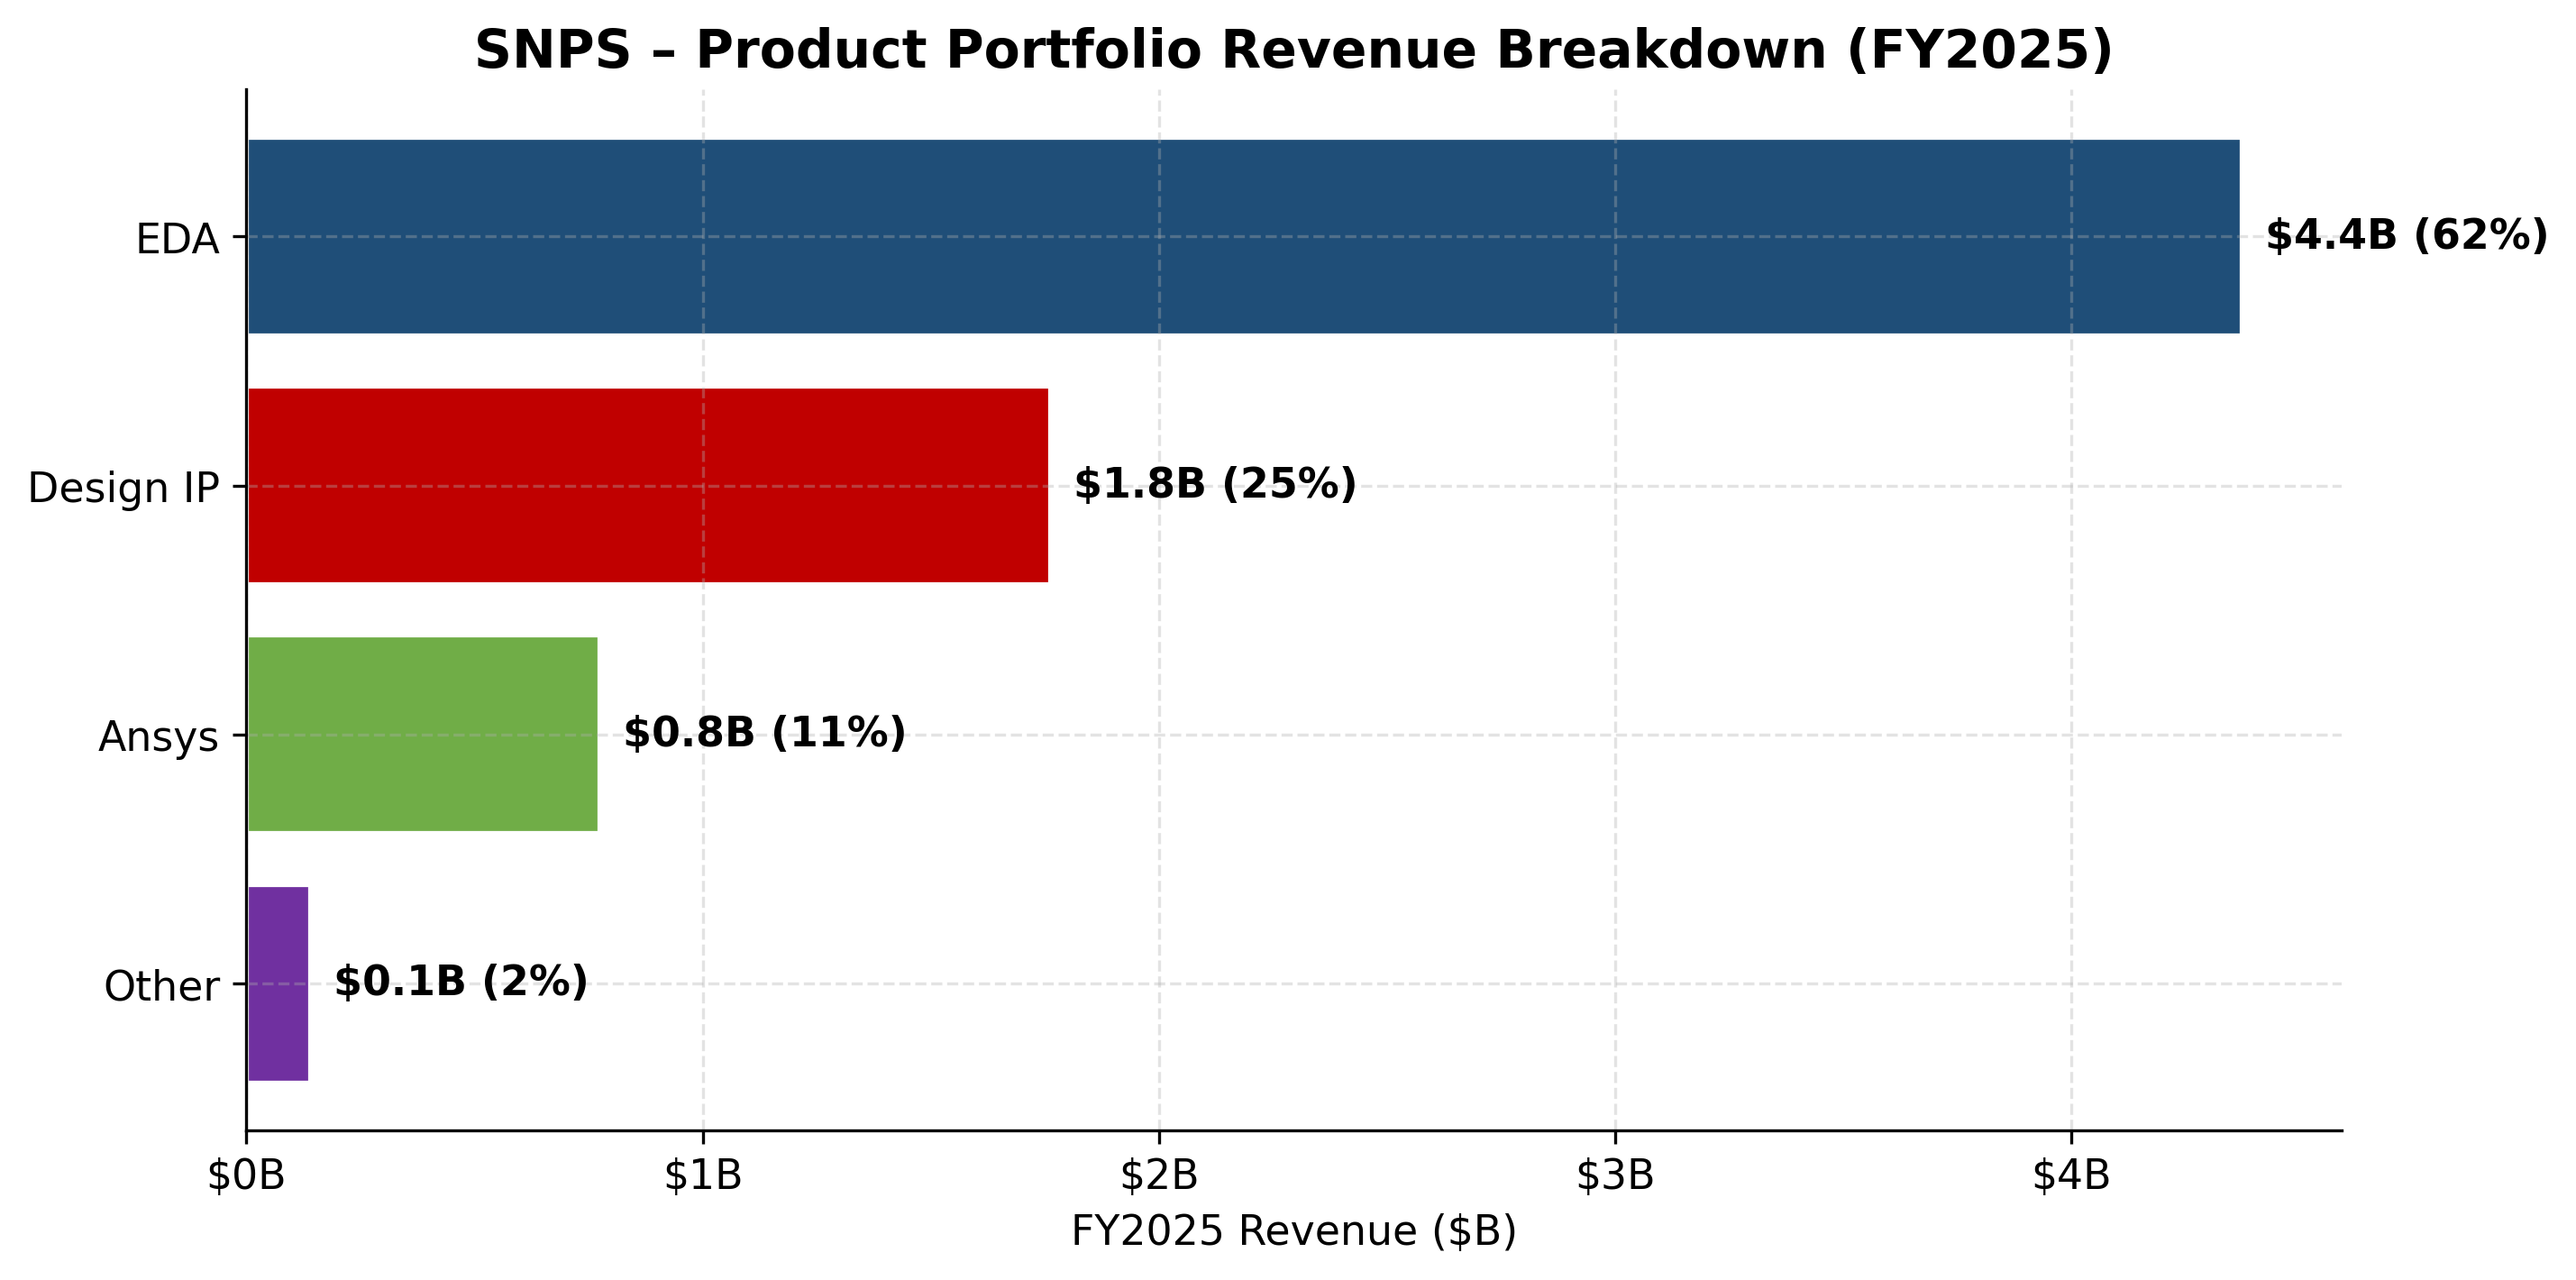 SNPS – Product Portfolio Revenue Breakdown (FY2025)
EDA
$4.4B (62%)
Design IP
$1.8B (25%)
Ansys
$0.8B (11%)
Other
$0.1B (2%)
$0B
$1B
$2B
$3B
$4B
FY2025 Revenue ($B)